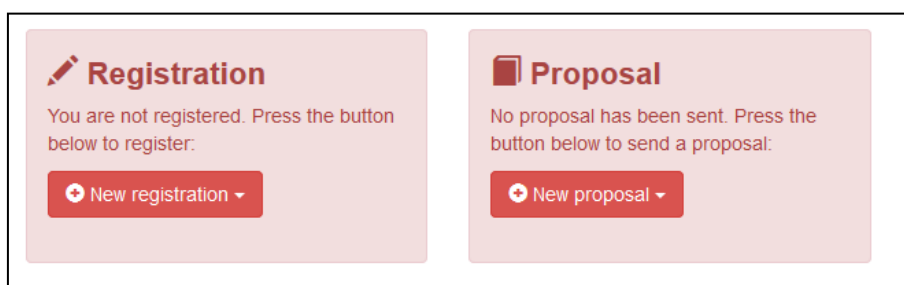 Registration
You are not registered. Press the button
below to register:
New registration
Proposal
No proposal has been sent. Press the
button below to send a proposal:
New proposal